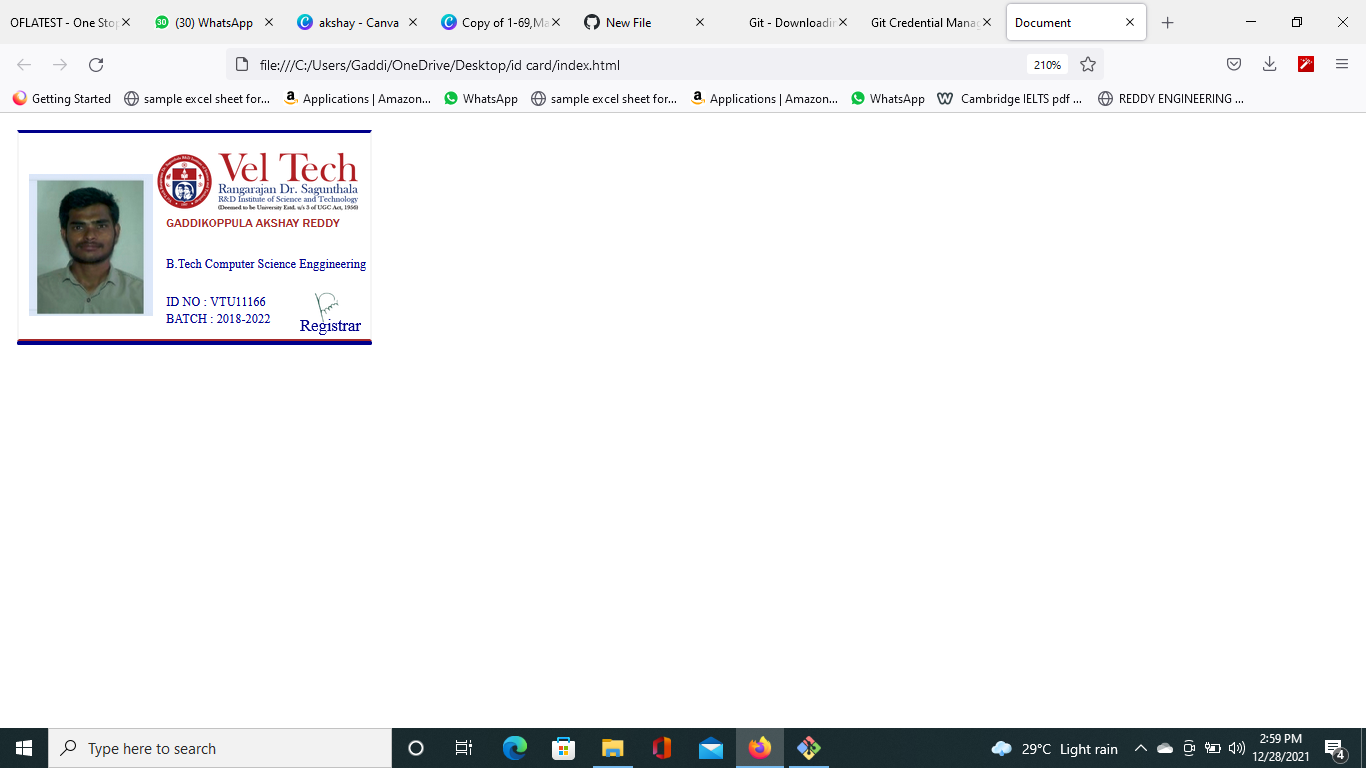 OFLATEST - One Stop
(30) WhatsApp
akshay - Canva
Copy of 1-69,Ma
New File
Git - Downloadin
Git Credential Manag
Document
file:///C:/Users/Gaddi/OneDrive/Desktop/id card/index.html
210%
Getting Started
sample excel sheet for...
Applications | Amazon...
WhatsApp
sample excel sheet for...
Applications | Amazon...
WhatsApp
Cambridge IELTS pdf ...
REDDY ENGINEERING ...
Vel Tech
Rangarajan Dr. Sagunthala
R&D Institute of Science and Technology
(Deemed to be University Estd. u/s 3 of UGC Act, 1956)
GADDIKOPPULA AKSHAY REDDY
B.Tech Computer Science Enggineering
ID NO : VTU11166
BATCH : 2018-2022
Registrar
Type here to search
29°C Light rain
2:59 PM
12/28/2021
4